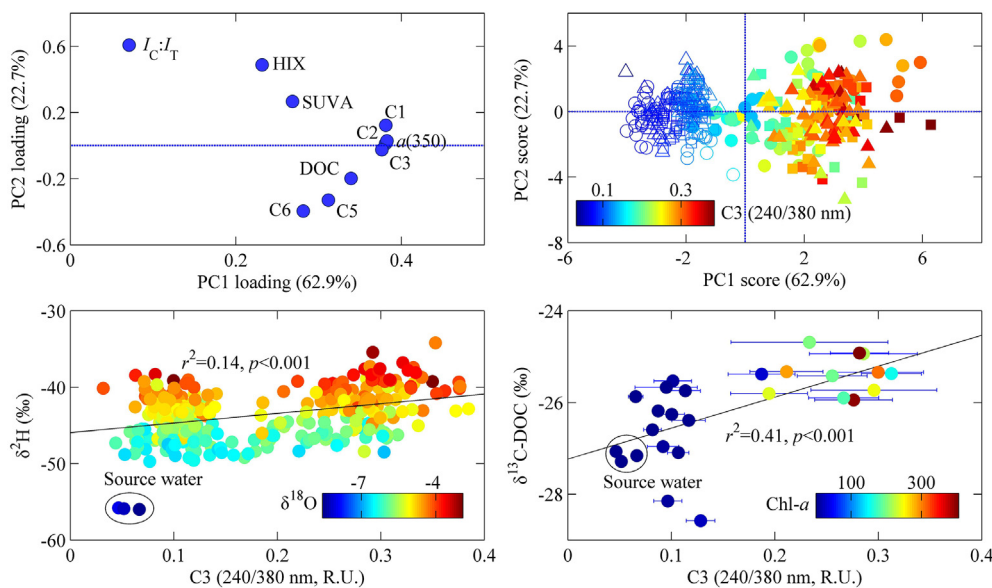 PC2 loading (22.7%)
0.6
0.2
-0.2
-0.6
I_C:I_T
HIX
SUVA
C1
C2
a(350)
C3
DOC
C5
C6
0
0.2
0.4
PC1 loading (62.9%)
PC2 score (22.7%)
8
4
0
-4
-8
0.1
0.3
C3 (240/380 nm)
-6
-2
2
6
PC1 score (62.9%)
δ²H (‰)
-30
-40
-50
-60
r²=0.14, p<0.001
Source water
δ¹⁸O
-7
-4
0
0.1
0.2
0.3
0.4
C3 (240/380 nm, R.U.)
δ¹³C-DOC (‰)
-24
-26
-28
r²=0.41, p<0.001
Source water
Chl-a
100
300
0
0.1
0.2
0.3
0.4
C3 (240/380 nm, R.U.)